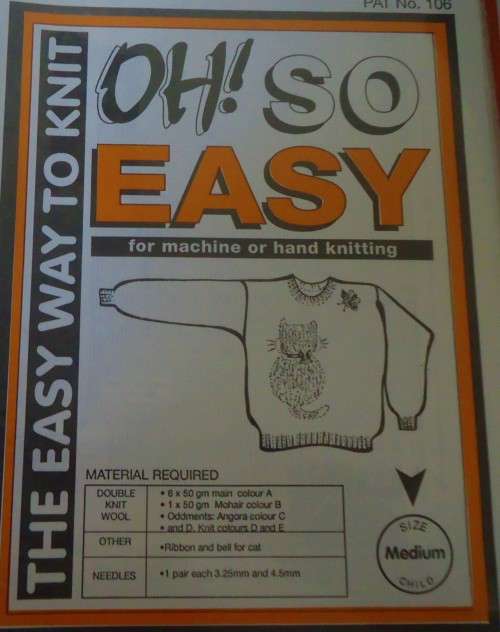 PAT No. 106
THE EASY WAY TO KNIT
OH! SO
EASY
for machine or hand knitting
MATERIAL REQUIRED
DOUBLE KNIT WOOL
• 6 x 50 gm main colour A
• 1 x 50 gm Mohair colour B
• Oddments: Angora colour C
• and D. Knit colours D and E
OTHER
•Ribbon and bell for cat
NEEDLES
•1 pair each 3.25mm and 4.5mm
SIZE
Medium
CHILD